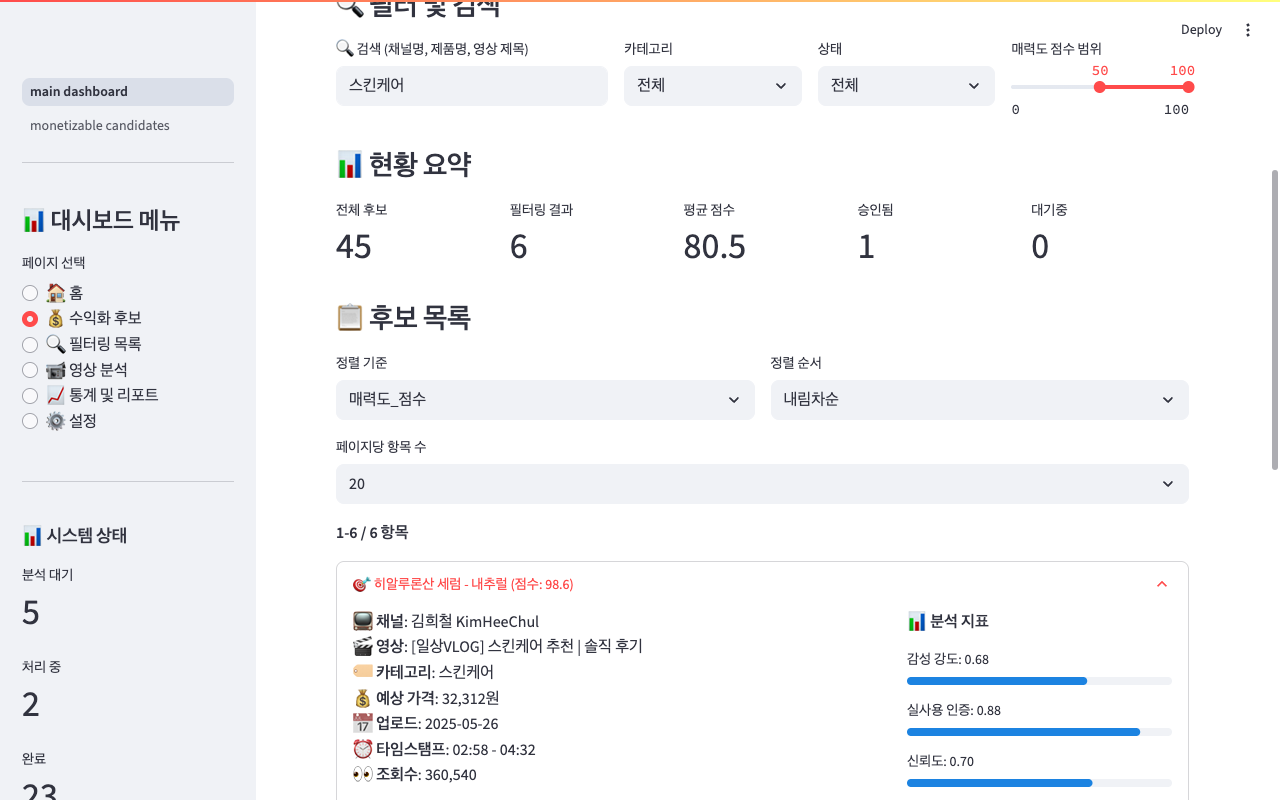 Deploy
main dashboard
monetizable candidates
대시보드 메뉴
페이지 선택
홈
수익화 후보
필터링 목록
영상 분석
통계 및 리포트
설정
시스템 상태
분석 대기
5
처리 중
2
완료
23
필터 및 검색
검색 (채널명, 제품명, 영상 제목)
스킨케어
카테고리
전체
상태
전체
매력도 점수 범위
50 100
0 100
현황 요약
전체 후보 필터링 결과 평균 점수 승인됨 대기중
45 6 80.5 1 0
후보 목록
정렬 기준 정렬 순서
매력도_점수 내림차순
페이지당 항목 수
20
1-6 / 6 항목
히알루론산 세럼 - 내추럴 (점수: 98.6)
채널: 김희철 KimHeeChul
영상: [일상VLOG] 스킨케어 추천 | 솔직 후기
카테고리: 스킨케어
예상 가격: 32,312원
업로드: 2025-05-26
타임스탬프: 02:58 - 04:32
조회수: 360,540
분석 지표
감성 강도: 0.68
실사용 인증: 0.88
신뢰도: 0.70